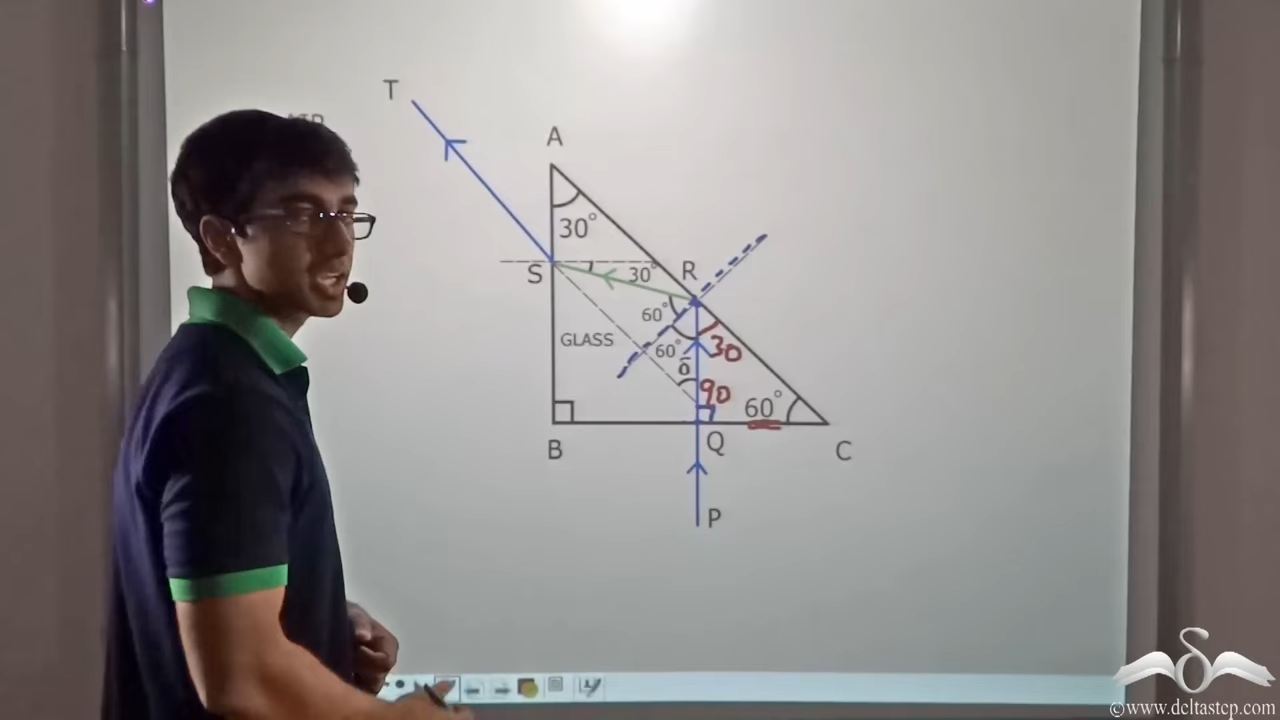 T
A
30°
S
30°
R
60°
GLASS
60°
30
δ
90
60°
B
Q
C
P
©www.deltastep.com